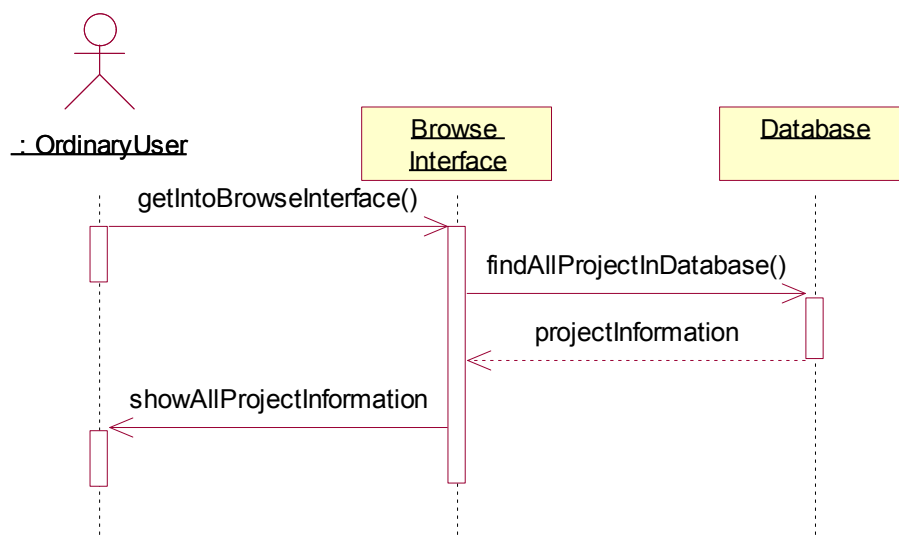 : OrdinaryUser
Browse
Interface
Database
getIntoBrowseInterface()
findAllProjectInDatabase()
projectInformation
showAllProjectInformation